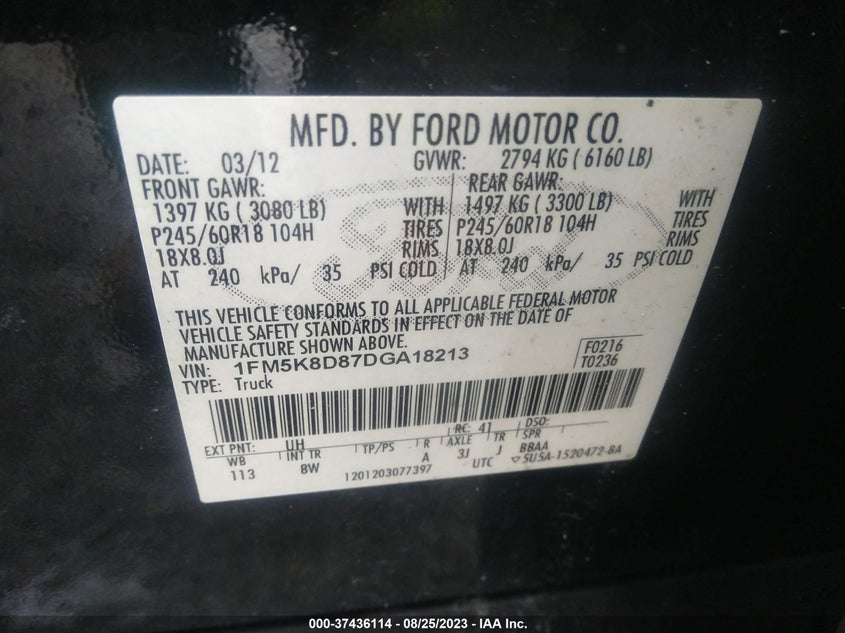 MFD. BY FORD MOTOR CO.
DATE: 03/12 GVWR: 2794 KG ( 6160 LB)
FRONT GAWR: REAR GAWR:
1397 KG ( 3080 LB) WITH 1497 KG ( 3300 LB) WITH
P245/60R18 104H TIRES P245/60R18 104H TIRES
18X8.0J RIMS 18X8.0J RIMS
AT 240 kPa/ 35 PSI COLD AT 240 kPa/ 35 PSI COLD
THIS VEHICLE CONFORMS TO ALL APPLICABLE FEDERAL MOTOR
VEHICLE SAFETY STANDARDS IN EFFECT ON THE DATE OF
MANUFACTURE SHOWN ABOVE.
VIN: 1FM5K8D87DGA18213 F0216
TYPE: Truck T0236
EXT PNT: UH RC: 41 DSO:
WB INT TR TP/PS R AXLE TR SPR
113 8W A 3J J BBAA
1201203077397 UTC ▽5U5A-1520472-BA
000-37436114 - 08/25/2023 - IAA Inc.